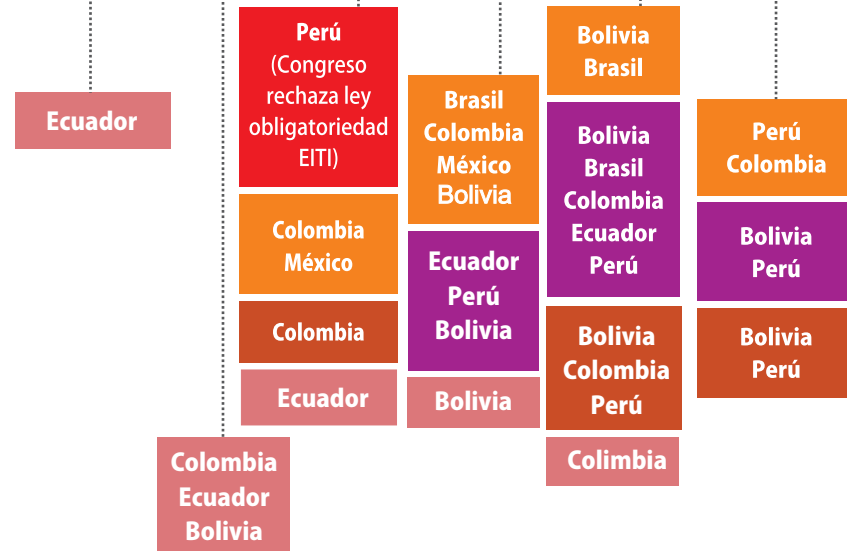 Ecuador
Colombia
Ecuador
Bolivia
Perú
(Congreso
rechaza ley
obligatoriedad
EITI)
Colombia
México
Colombia
Ecuador
Brasil
Colombia
México
Bolivia
Ecuador
Perú
Bolivia
Bolivia
Bolivia
Brasil
Bolivia
Brasil
Colombia
Ecuador
Perú
Bolivia
Colombia
Perú
Colimbia
Perú
Colombia
Bolivia
Perú
Bolivia
Perú